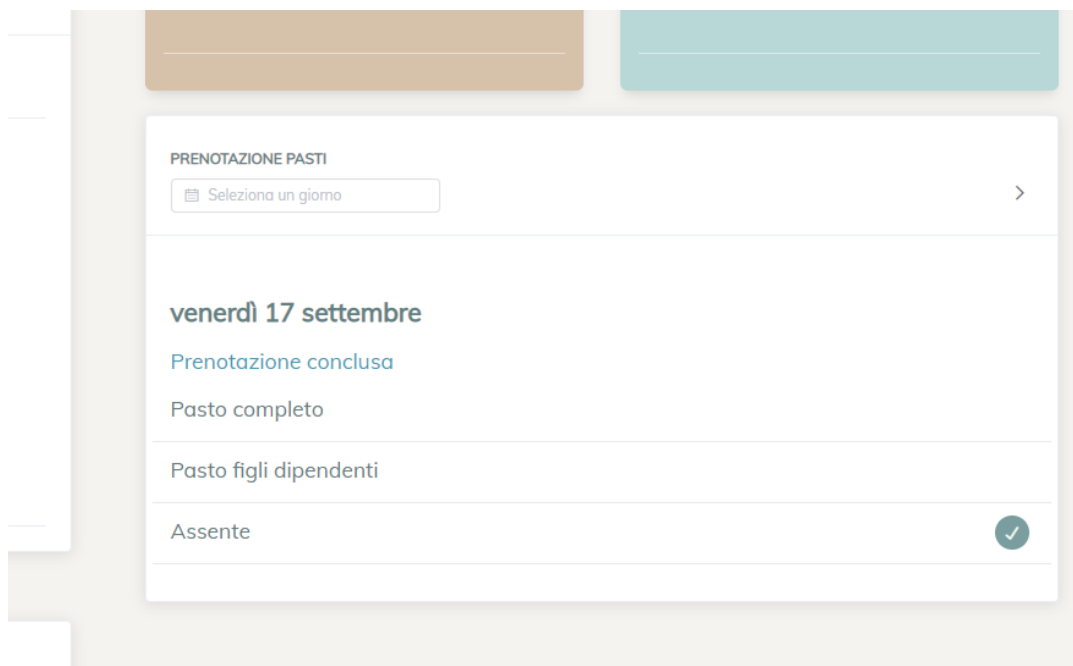 PRENOTAZIONE PASTI
Seleziona un giorno
venerdì 17 settembre
Prenotazione conclusa
Pasto completo
Pasto figli dipendenti
Assente